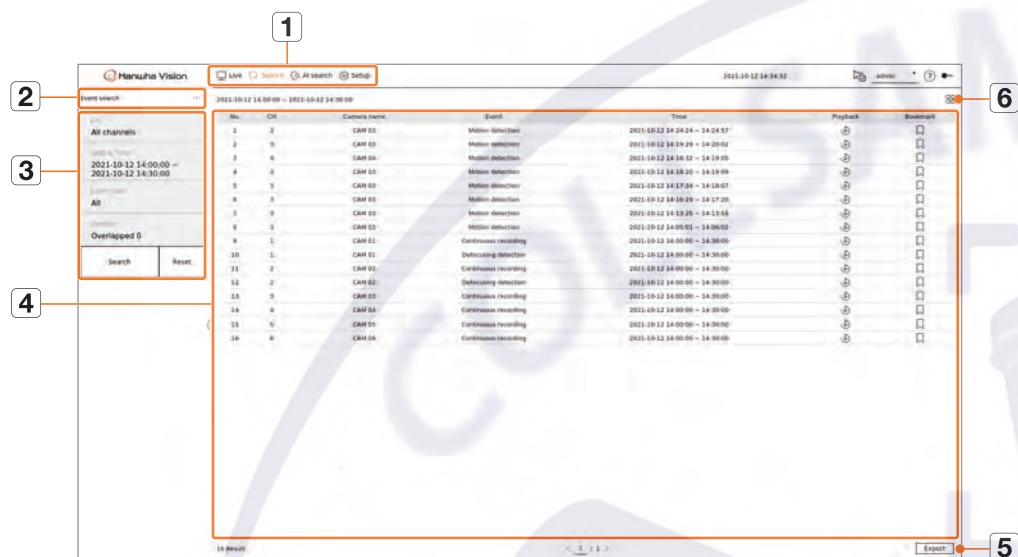 1
Hanwha Vision Live Search AI search Setup 2021-10-12 14:34:52 admin
2 Event search ... 2021-10-12 14:00:00 ~ 2021-10-12 14:30:00 6
No. CH Camera name Event Time Playback Bookmark
CH
All channels
Date & Time
3 2021-10-12 14:00:00 ~
2021-10-12 14:30:00
Event type
All
Overlapped 0
Search Reset
4
1 3 CAM 03 Motion detection 2021-10-12 14:24:24 ~ 14:24:57
2 3 CAM 03 Motion detection 2021-10-12 14:19:29 ~ 14:20:02
3 4 CAM 04 Motion detection 2021-10-12 14:18:32 ~ 14:19:05
4 3 CAM 03 Motion detection 2021-10-12 14:18:20 ~ 14:19:09
5 3 CAM 03 Motion detection 2021-10-12 14:17:34 ~ 14:18:07
6 3 CAM 03 Motion detection 2021-10-12 14:16:29 ~ 14:17:20
7 3 CAM 03 Motion detection 2021-10-12 14:13:25 ~ 14:13:58
8 3 CAM 03 Motion detection 2021-10-12 14:05:01 ~ 14:06:02
9 1 CAM 01 Continuous recording 2021-10-12 14:00:00 ~ 14:30:00
10 1 CAM 01 Defocusing detection 2021-10-12 14:00:00 ~ 14:30:00
11 2 CAM 02 Continuous recording 2021-10-12 14:00:00 ~ 14:30:00
12 2 CAM 02 Defocusing detection 2021-10-12 14:00:00 ~ 14:30:00
13 3 CAM 03 Continuous recording 2021-10-12 14:00:00 ~ 14:30:00
14 4 CAM 04 Continuous recording 2021-10-12 14:00:00 ~ 14:30:00
15 5 CAM 05 Continuous recording 2021-10-12 14:00:00 ~ 14:30:00
16 6 CAM 06 Continuous recording 2021-10-12 14:00:00 ~ 14:30:00
16 Result < 1 / 1 > Export 5